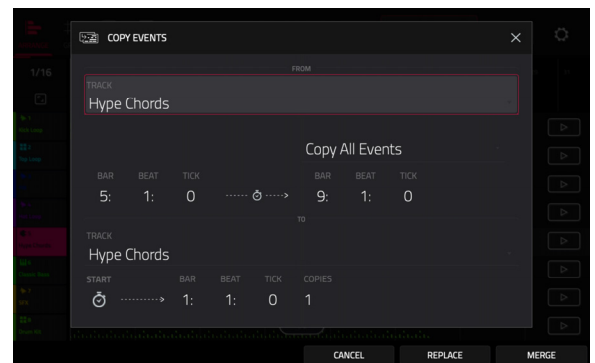 COPY EVENTS
1/16
FROM
TRACK
Hype Chords
Copy All Events
BAR BEAT TICK BAR BEAT TICK
5: 1: 0 9: 1: 0
TO
TRACK
Hype Chords
START BAR BEAT TICK COPIES
1: 1: 0 1
CANCEL REPLACE MERGE